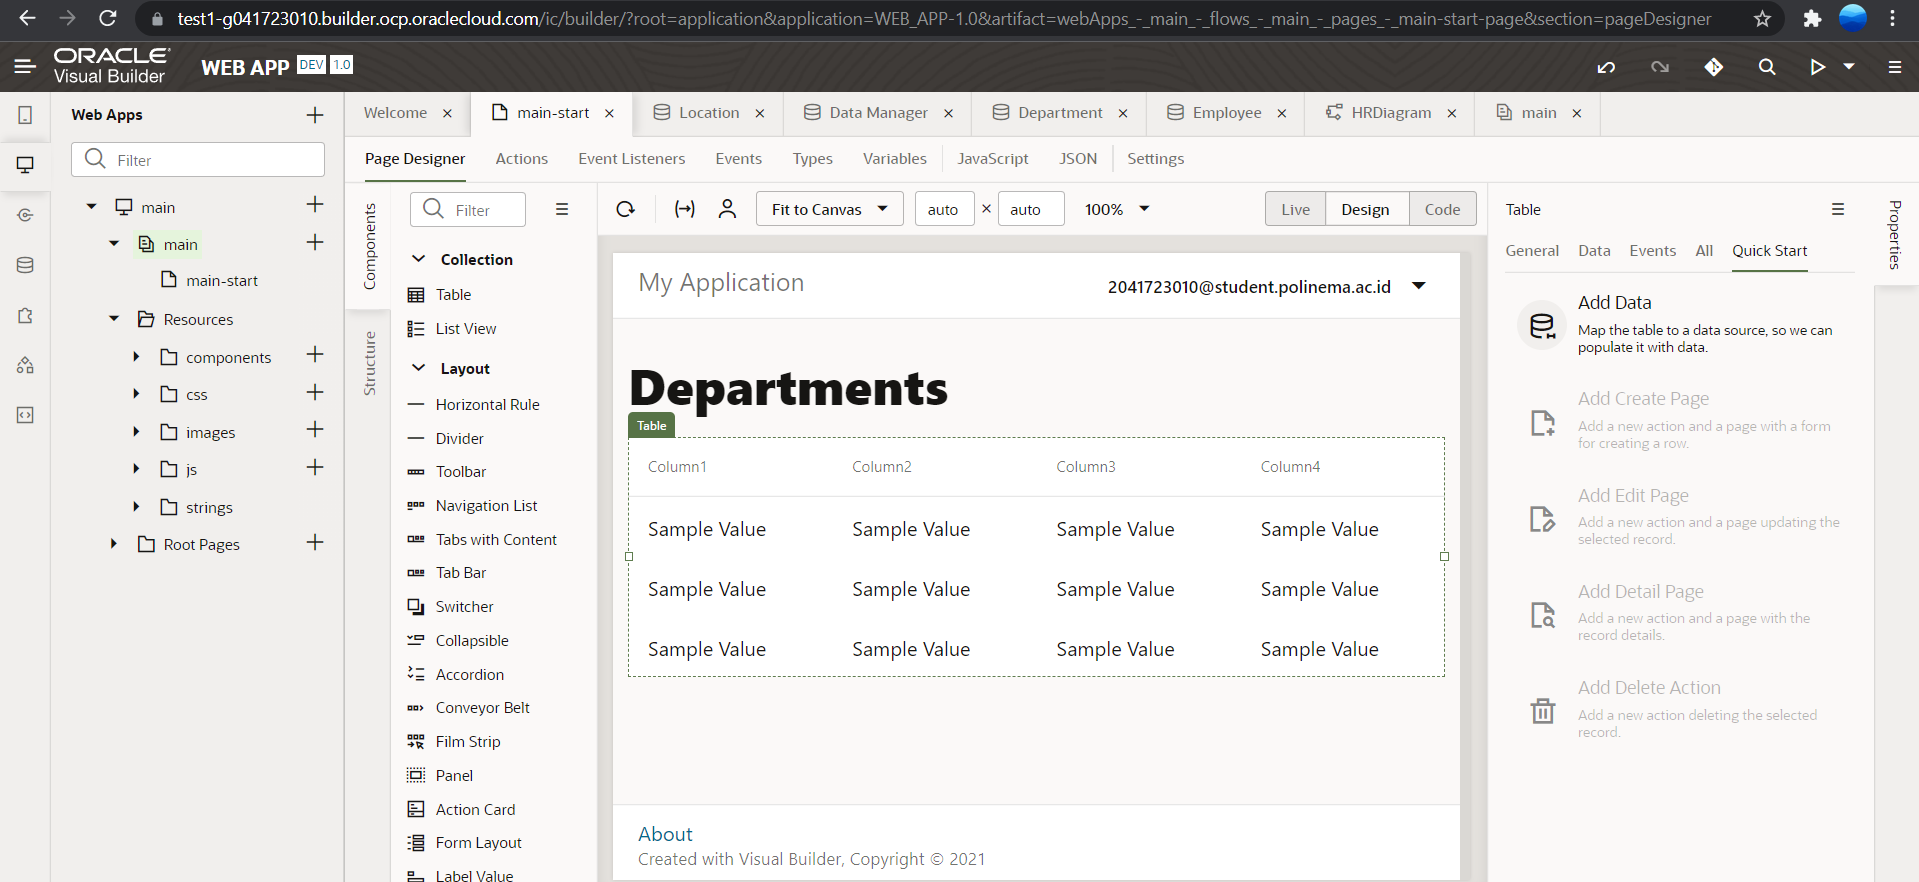 test1-g041723010.builder.ocp.oraclecloud.com/ic/builder/?root=application&application=WEB_APP-1.0&artifact=webApps_-_main_-_flows_-_main_-_pages_-_main-start-page&section=pageDesigner
ORACLE
Visual Builder
WEB APP DEV 1.0
Web Apps
Filter
main
main
main-start
Resources
components
css
images
js
strings
Root Pages
Welcome × main-start × Location × Data Manager × Department × Employee × HRDiagram × main ×
Page Designer Actions Event Listeners Events Types Variables JavaScript JSON Settings
Components
Structure
Filter
Collection
Table
List View
Layout
Horizontal Rule
Divider
Toolbar
Navigation List
Tabs with Content
Tab Bar
Switcher
Collapsible
Accordion
Conveyor Belt
Film Strip
Panel
Action Card
Form Layout
Label Value
Fit to Canvas auto × auto 100% Live Design Code
My Application 2041723010@student.polinema.ac.id
Departments
Table
Column1 Column2 Column3 Column4
Sample Value Sample Value Sample Value Sample Value
Sample Value Sample Value Sample Value Sample Value
Sample Value Sample Value Sample Value Sample Value
About
Created with Visual Builder, Copyright © 2021
Table
General Data Events All Quick Start
Add Data
Map the table to a data source, so we can
populate it with data.
Add Create Page
Add a new action and a page with a form
for creating a row.
Add Edit Page
Add a new action and a page updating the
selected record.
Add Detail Page
Add a new action and a page with the
record details.
Add Delete Action
Add a new action deleting the selected
record.
Properties